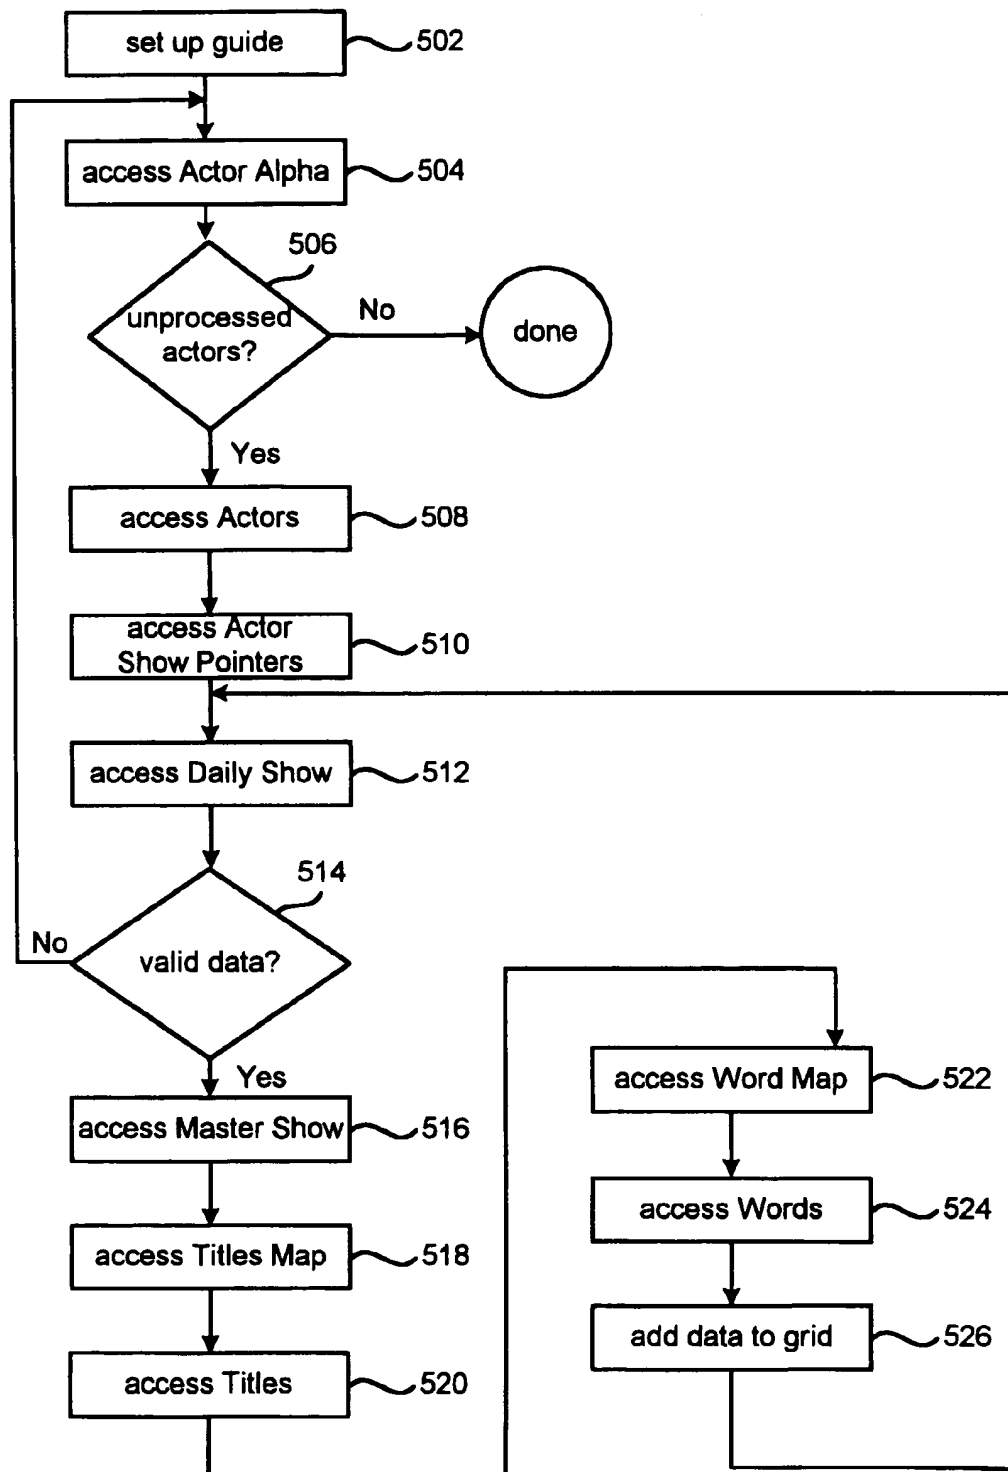 set up guide
502
access Actor Alpha
504
506
unprocessed
actors?
No
done
Yes
access Actors
508
access Actor
Show Pointers
510
access Daily Show
512
514
No
valid data?
Yes
access Master Show
516
access Titles Map
518
access Titles
520
access Word Map
522
access Words
524
add data to grid
526